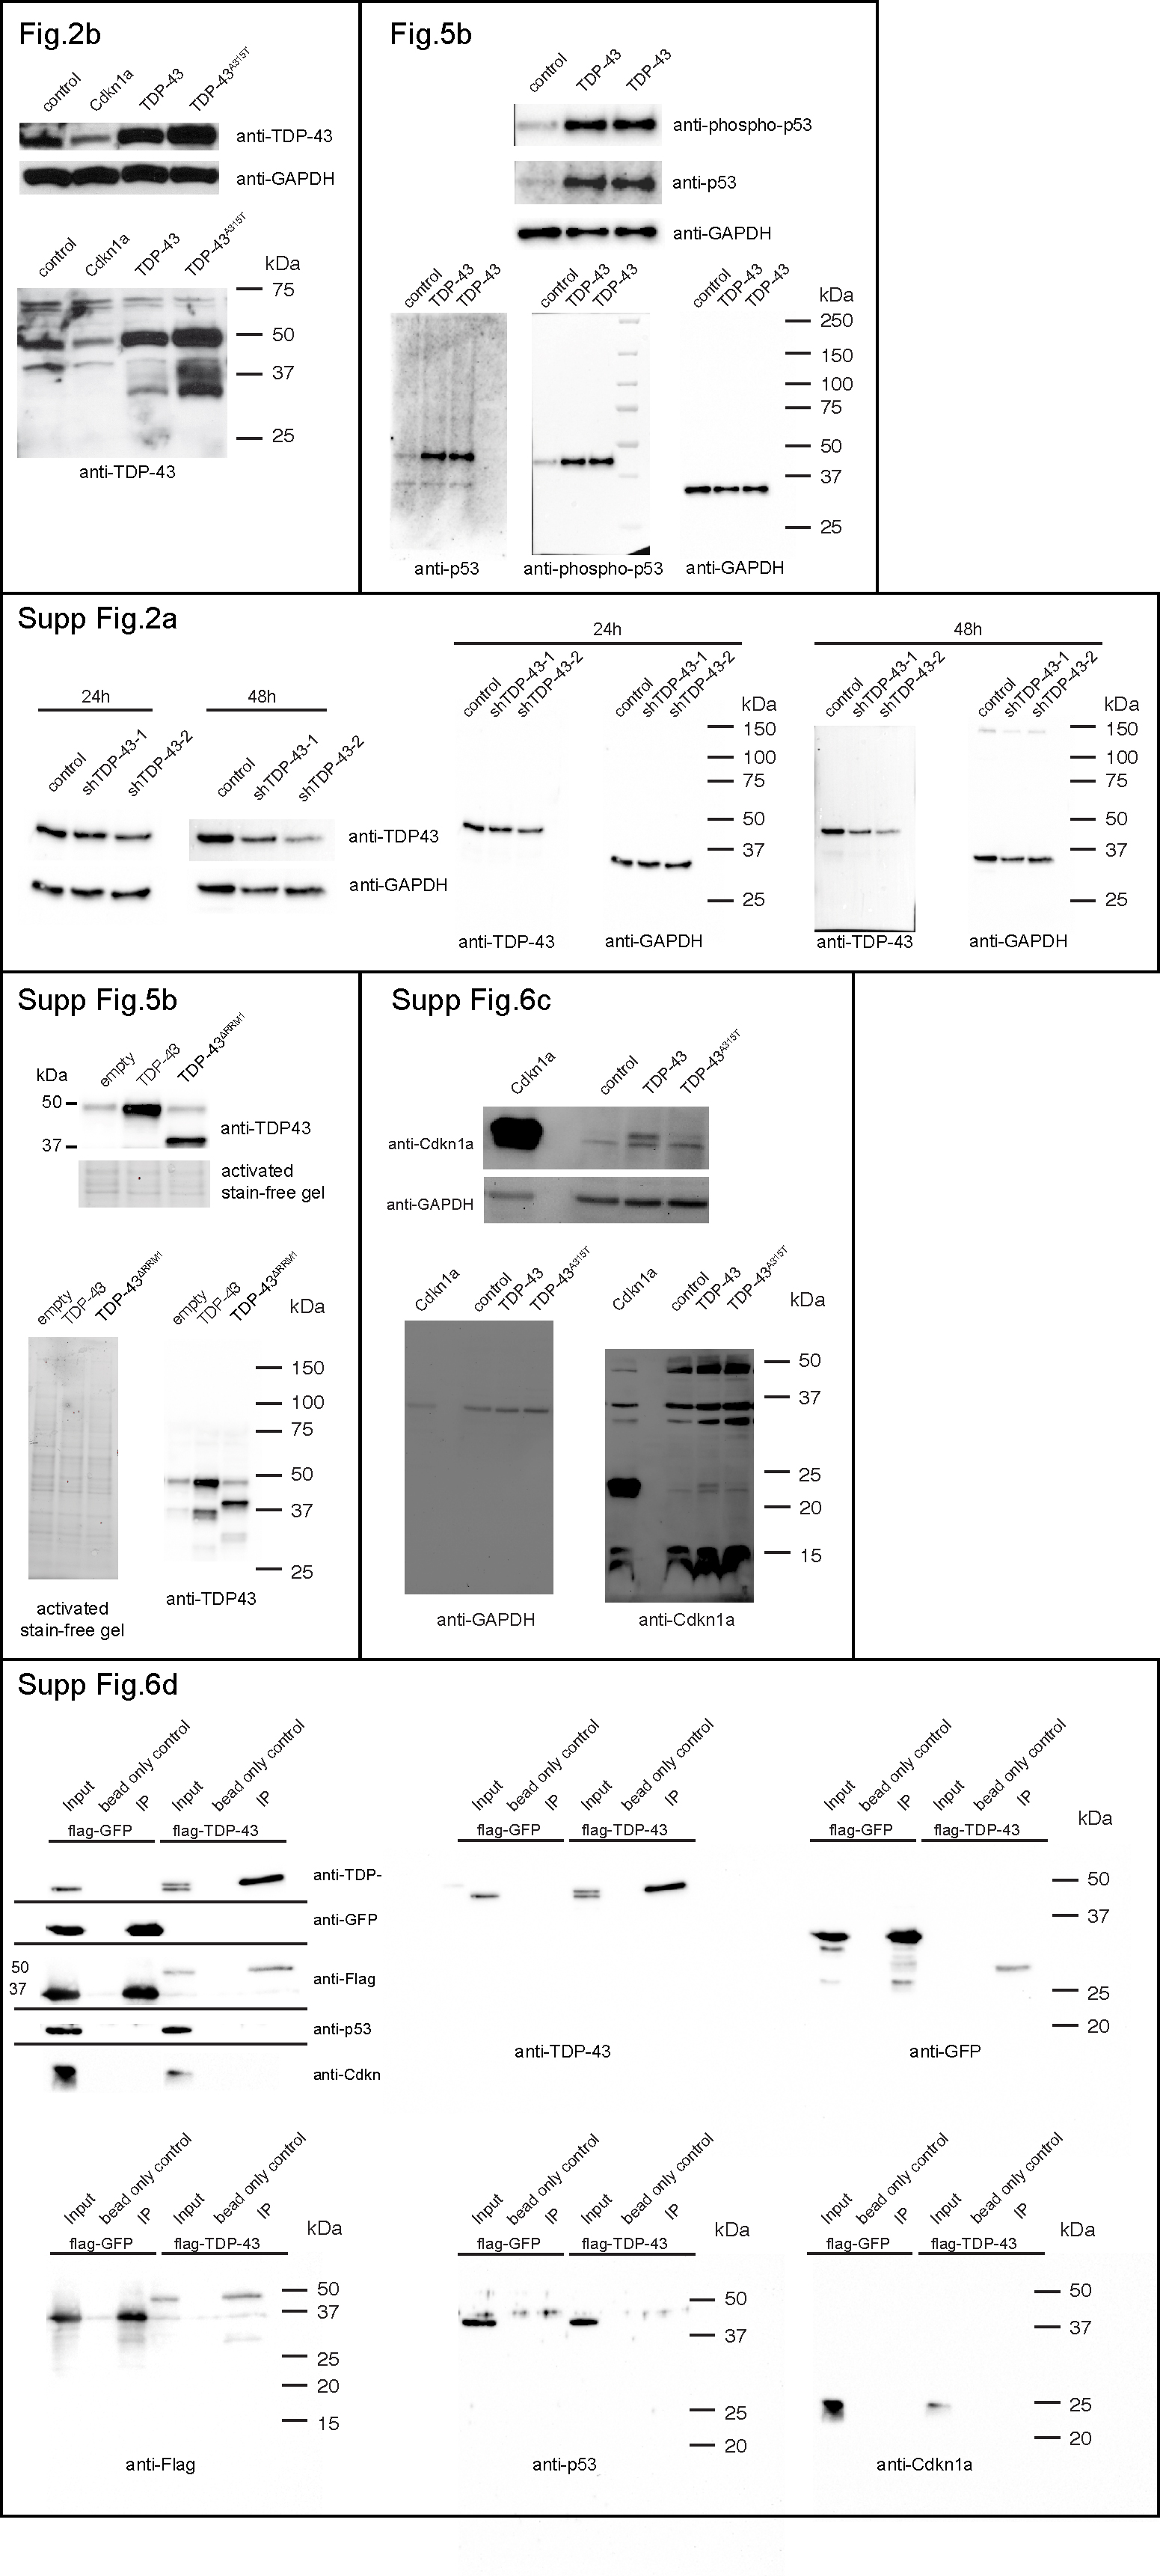 Fig.2b
control
Cdkn1a
TDP-43
TDP-43A315T
anti-TDP-43
anti-GAPDH
control
Cdkn1a
TDP-43
TDP-43A315T
kDa
75
50
37
25
anti-TDP-43
Fig.5b
control
TDP-43
TDP-43
anti-phospho-p53
anti-p53
anti-GAPDH
control
TDP-43
TDP-43
control
TDP-43
TDP-43
control
TDP-43
TDP-43
kDa
250
150
100
75
50
37
25
anti-p53
anti-phospho-p53
anti-GAPDH
Supp Fig.2a
24h
48h
control
shTDP-43-1
shTDP-43-2
control
shTDP-43-1
shTDP-43-2
anti-TDP43
anti-GAPDH
24h
control
shTDP-43-1
shTDP-43-2
control
shTDP-43-1
shTDP-43-2
kDa
150
100
75
50
37
25
anti-TDP-43
anti-GAPDH
48h
control
shTDP-43-1
shTDP-43-2
control
shTDP-43-1
shTDP-43-2
kDa
150
100
75
50
37
25
anti-TDP-43
anti-GAPDH
Supp Fig.5b
kDa
empty
TDP-43
TDP-43ΔRRM1
50
37
anti-TDP43
activated
stain-free gel
empty
TDP-43
TDP-43ΔRRM1
empty
TDP-43
TDP-43ΔRRM1
kDa
150
100
75
50
37
25
activated
stain-free gel
anti-TDP43
Supp Fig.6c
Cdkn1a
control
TDP-43
TDP-43A315T
anti-Cdkn1a
anti-GAPDH
Cdkn1a
control
TDP-43
TDP-43A315T
Cdkn1a
control
TDP-43
TDP-43A315T
kDa
50
37
25
20
15
anti-GAPDH
anti-Cdkn1a
Supp Fig.6d
Input
bead only control
IP
Input
bead only control
IP
flag-GFP
flag-TDP-43
anti-TDP-
anti-GFP
50
37
anti-Flag
anti-p53
anti-Cdkn
Input
bead only control
IP
Input
bead only control
IP
flag-GFP
flag-TDP-43
anti-TDP-43
Input
bead only control
IP
Input
bead only control
IP
flag-GFP
flag-TDP-43
kDa
50
37
25
20
anti-GFP
Input
bead only control
IP
Input
bead only control
IP
flag-GFP
flag-TDP-43
kDa
50
37
25
20
15
anti-Flag
Input
bead only control
IP
Input
bead only control
IP
flag-GFP
flag-TDP-43
kDa
50
37
25
20
anti-p53
Input
bead only control
IP
Input
bead only control
IP
flag-GFP
flag-TDP-43
kDa
50
37
25
20
anti-Cdkn1a